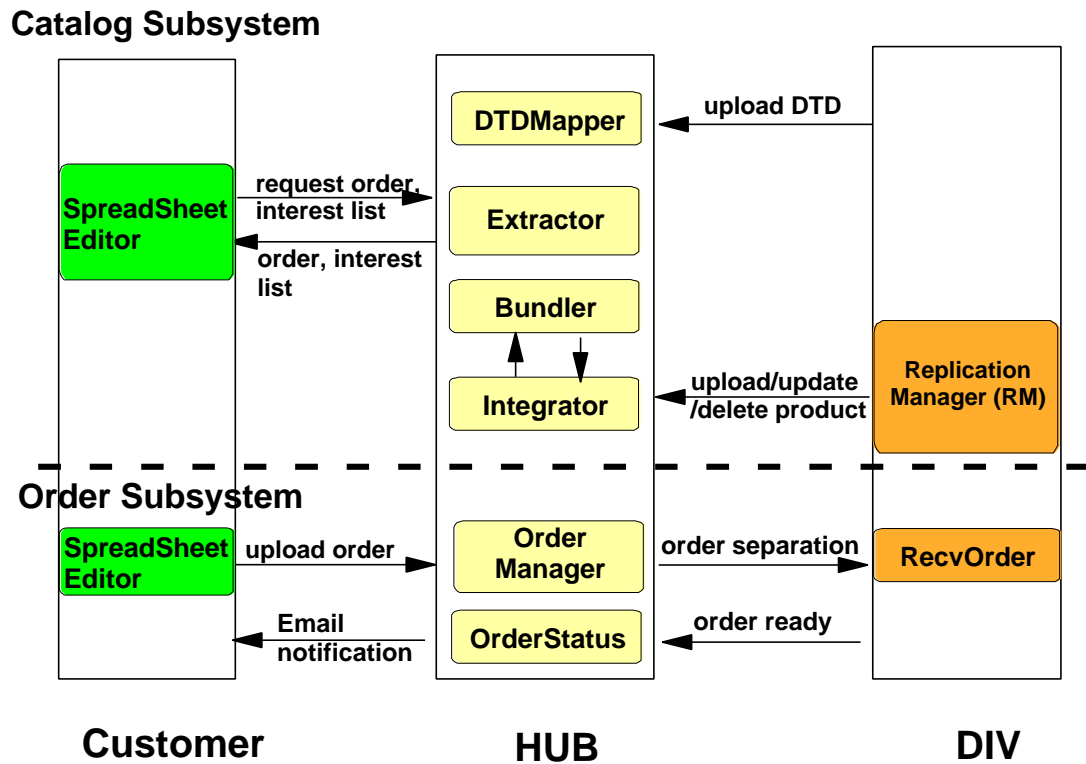 Catalog Subsystem
DTDMapper
upload DTD
SpreadSheet
Editor
request order,
interest list
Extractor
order, interest
list
Bundler
Integrator
upload/update
/delete product
Replication
Manager (RM)
Order Subsystem
SpreadSheet
Editor
upload order
Order
Manager
order separation
RecvOrder
Email
notification
OrderStatus
order ready
Customer
HUB
DIV